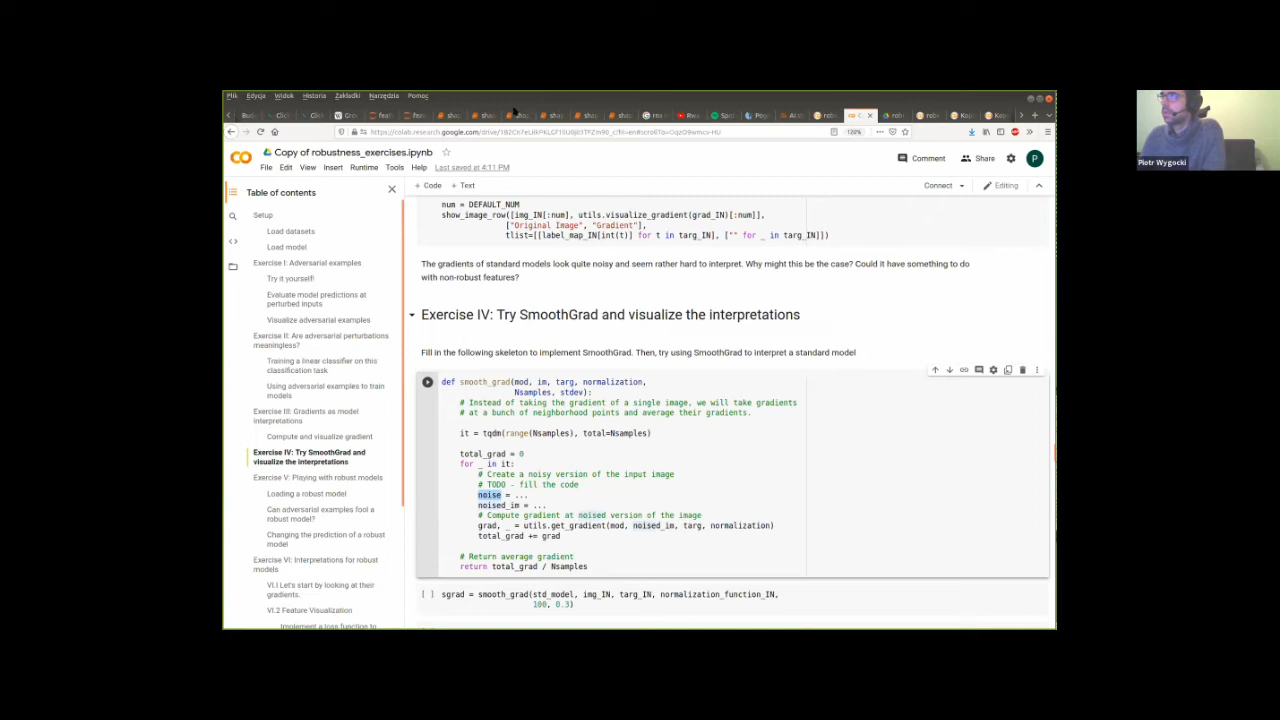 Plik Edycja Widok Historia Zakładki Narzędzia Pomoc
Copy of robustness_exercises.ipynb
Comment Share P
File Edit View Insert Runtime Tools Help Last saved at 4:11 PM
Table of contents
+ Code + Text
Connect Editing
Setup
Load datasets
Load model
Exercise I: Adversarial examples
Try it yourself!
Evaluate model predictions at
perturbed inputs
Visualize adversarial examples
Exercise II: Are adversarial perturbations
meaningless?
Training a linear classifier on this
classification task
Using adversarial examples to train
models
Exercise III: Gradients as model
interpretations
Compute and visualize gradient
Exercise IV: Try SmoothGrad and
visualize the interpretations
Exercise V: Playing with robust models
Loading a robust model
Can adversarial examples fool a
robust model?
Changing the prediction of a robust
model
Exercise VI: Interpretations for robust
models
VI.I Let's start by looking at their
gradients.
VI.2 Feature Visualization
Implement a loss function to
num = DEFAULT_NUM
show_image_row([img_IN[:num], utils.visualize_gradient(grad_IN)[:num]],
["Original Image", "Gradient"],
tlist=[[label_map_IN[int(t)] for t in targ_IN], ["" for _ in targ_IN]])
The gradients of standard models look quite noisy and seem rather hard to interpret. Why might this be the case? Could it have something to do
with non-robust features?
Exercise IV: Try SmoothGrad and visualize the interpretations
Fill in the following skeleton to implement SmoothGrad. Then, try using SmoothGrad to interpret a standard model
def smooth_grad(mod, im, targ, normalization,
Nsamples, stdev):
# Instead of taking the gradient of a single image, we will take gradients
# at a bunch of neighborhood points and average their gradients.
it = tqdm(range(Nsamples), total=Nsamples)
total_grad = 0
for _ in it:
# Create a noisy version of the input image
# TODO - fill the code
noise = ...
noised_im = ...
# Compute gradient at noised version of the image
grad, _ = utils.get_gradient(mod, noised_im, targ, normalization)
total_grad += grad
# Return average gradient
return total_grad / Nsamples
[ ] sgrad = smooth_grad(std_model, img_IN, targ_IN, normalization_function_IN,
100, 0.3)
Piotr Wygocki